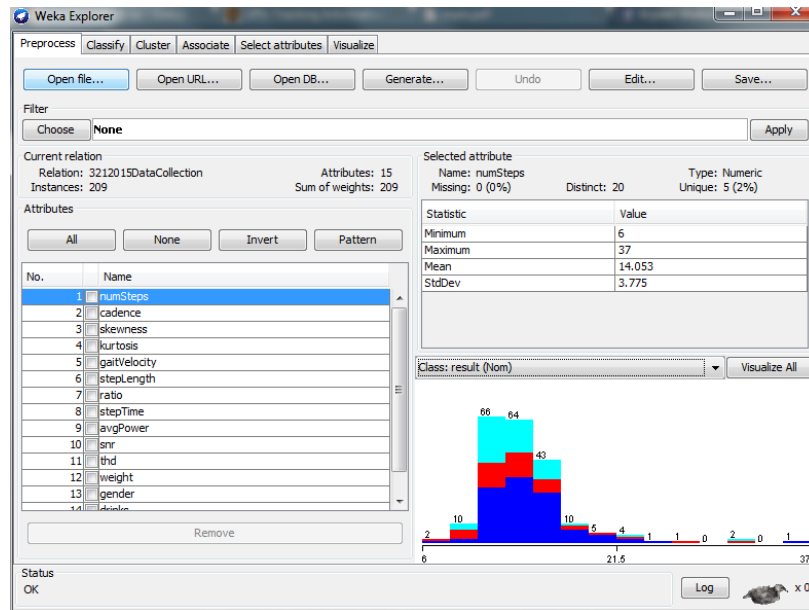 Weka Explorer
Preprocess Classify Cluster Associate Select attributes Visualize
Open file... Open URL... Open DB... Generate... Undo Edit... Save...
Filter
Choose None Apply
Current relation
Relation: 3212015DataCollection Attributes: 15
Instances: 209 Sum of weights: 209
Selected attribute
Name: numSteps Type: Numeric
Missing: 0 (0%) Distinct: 20 Unique: 5 (2%)
Attributes
All None Invert Pattern
No. Name
1 numSteps
2 cadence
3 skewness
4 kurtosis
5 gaitVelocity
6 stepLength
7 ratio
8 stepTime
9 avgPower
10 snr
11 thd
12 weight
13 gender
14 drinks
Remove
Statistic Value
Minimum 6
Maximum 37
Mean 14.053
StdDev 3.775
Class: result (Nom) Visualize All
2 10 66 64 43 10 5 4 1 1 0 2 0 1
6 21.5 37
Status
OK
Log x 0